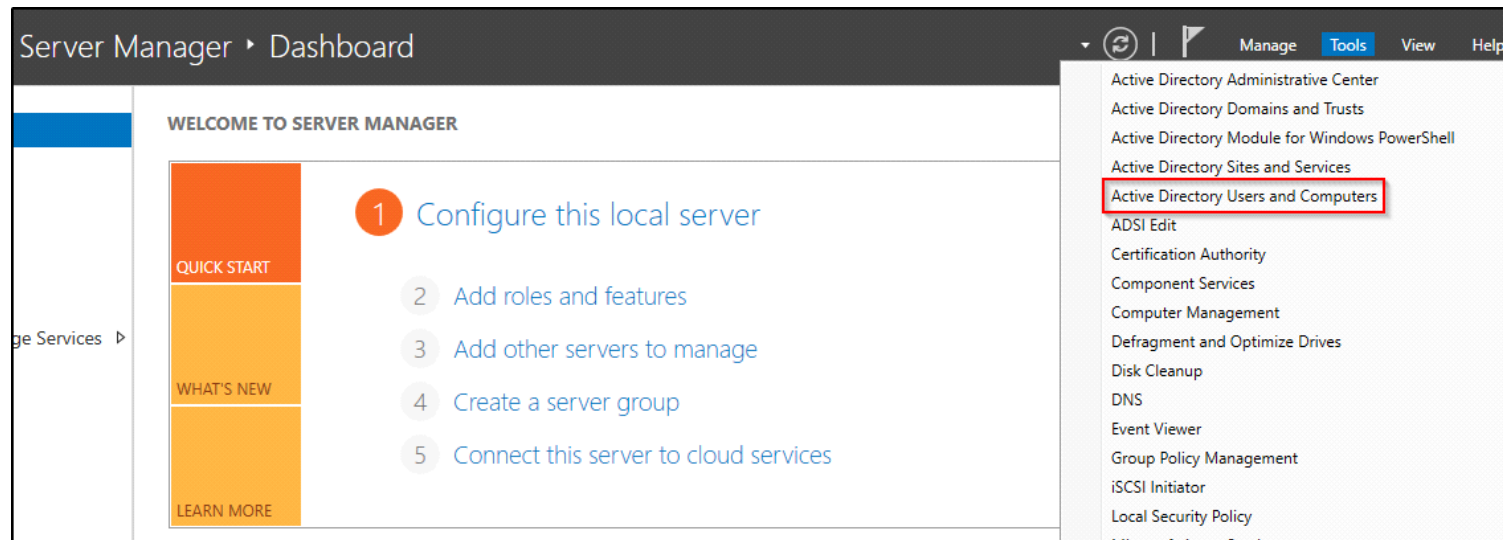 Server Manager ‣ Dashboard
Manage Tools View Help
WELCOME TO SERVER MANAGER
QUICK START
WHAT'S NEW
LEARN MORE
1 Configure this local server
2 Add roles and features
3 Add other servers to manage
4 Create a server group
5 Connect this server to cloud services
Services
Active Directory Administrative Center
Active Directory Domains and Trusts
Active Directory Module for Windows PowerShell
Active Directory Sites and Services
Active Directory Users and Computers
ADSI Edit
Certification Authority
Component Services
Computer Management
Defragment and Optimize Drives
Disk Cleanup
DNS
Event Viewer
Group Policy Management
iSCSI Initiator
Local Security Policy